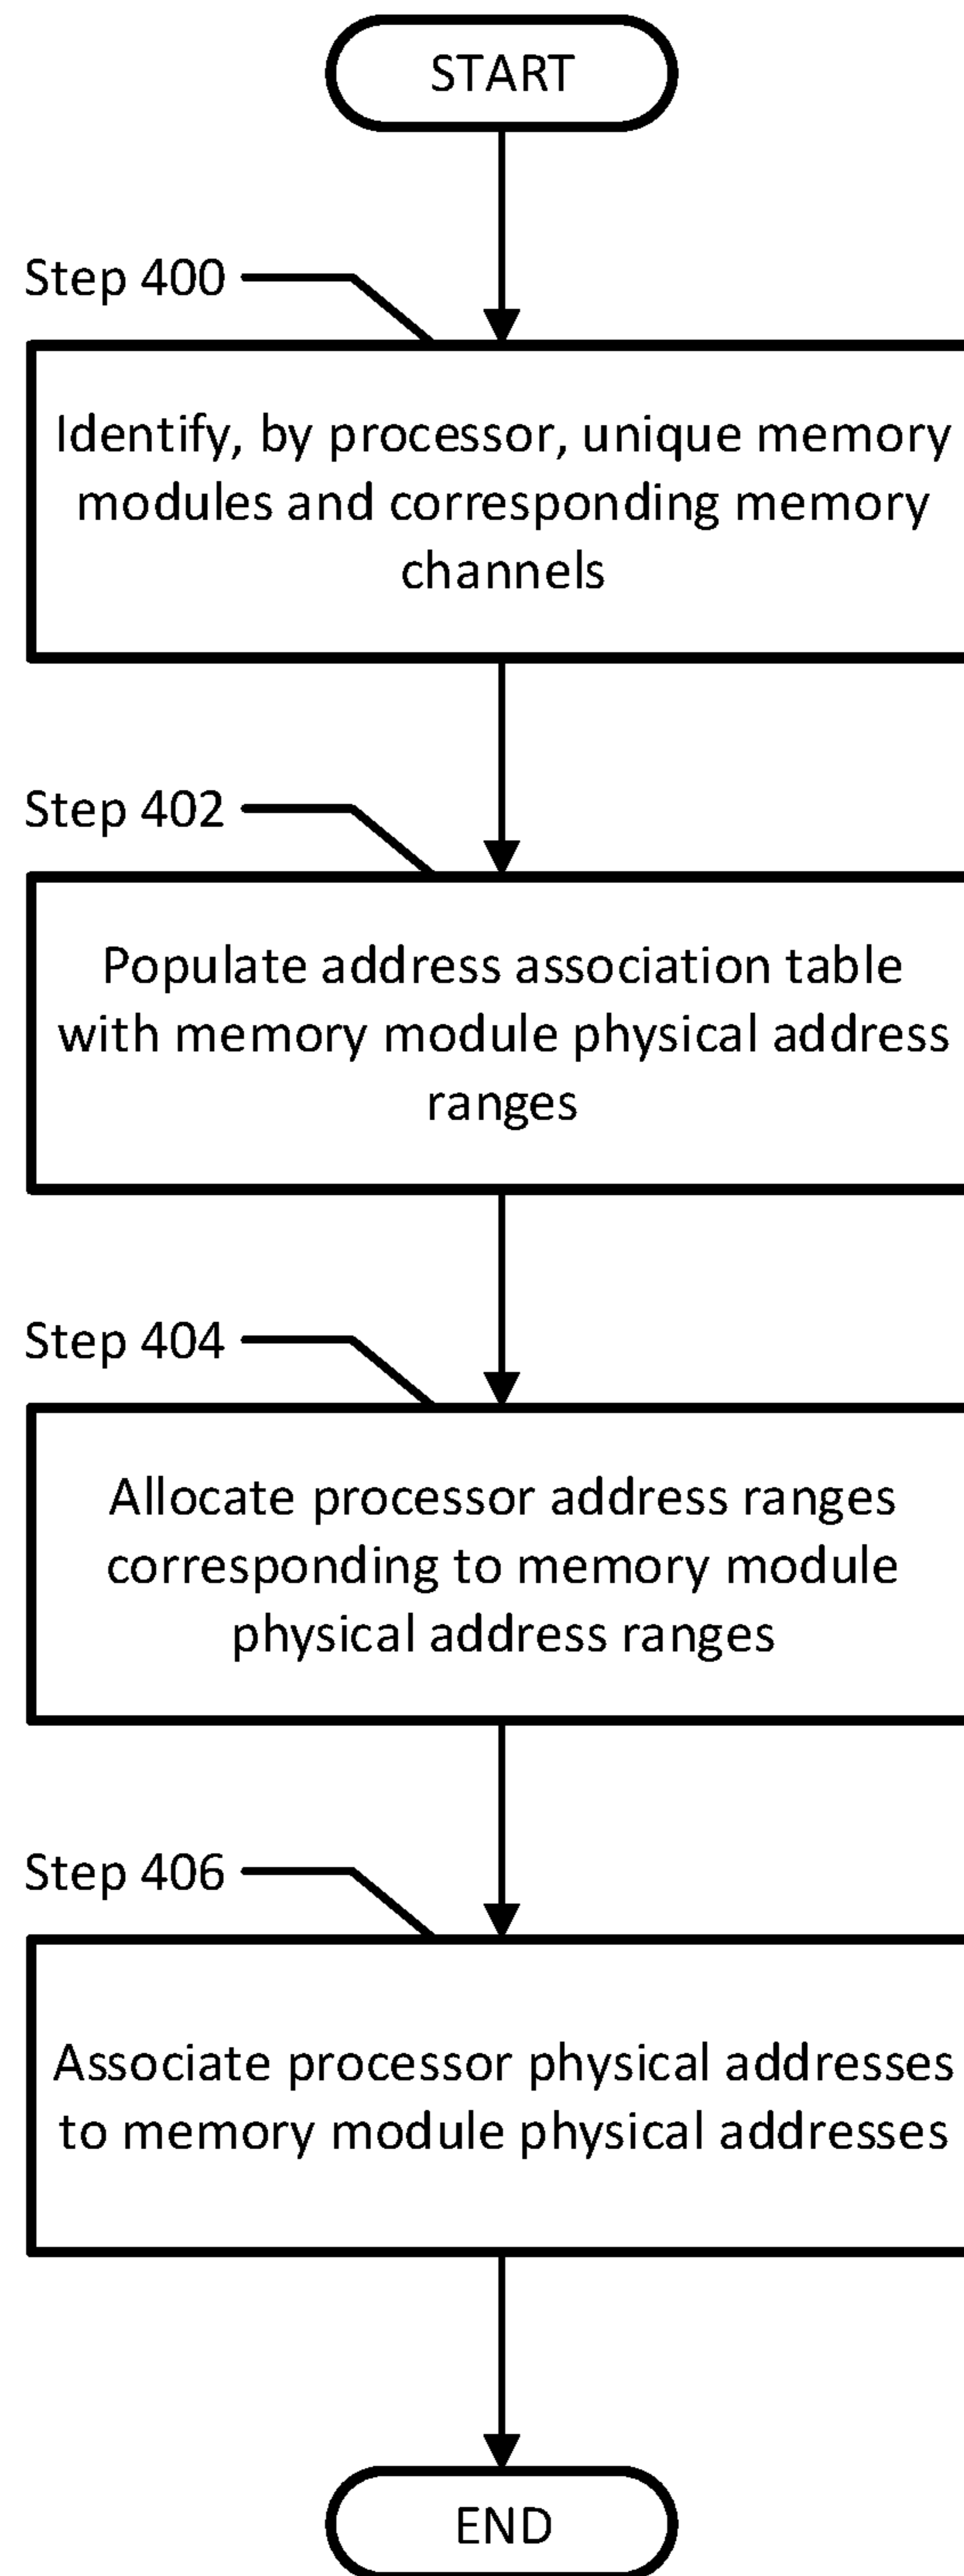 START
Step 400
Identify, by processor, unique memory
modules and corresponding memory
channels
Step 402
Populate address association table
with memory module physical address
ranges
Step 404
Allocate processor address ranges
corresponding to memory module
physical address ranges
Step 406
Associate processor physical addresses
to memory module physical addresses
END